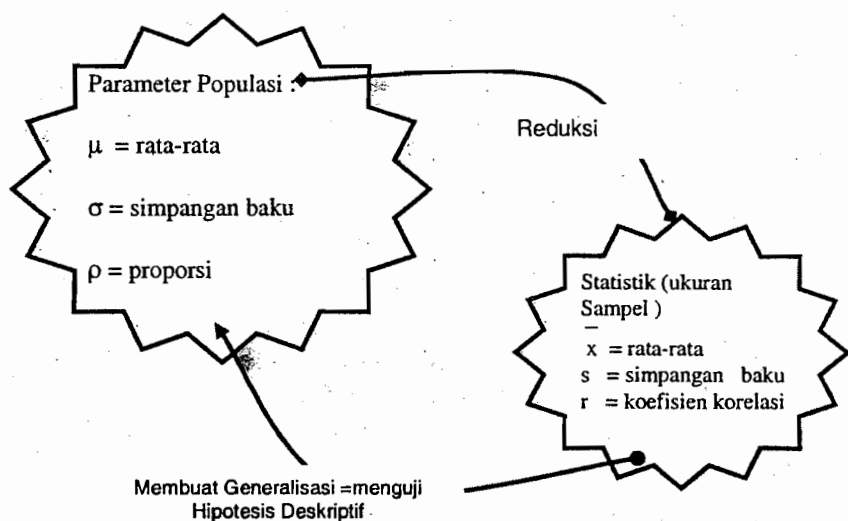 Parameter Populasi :
μ = rata-rata
σ = simpangan baku
ρ = proporsi
Reduksi
Statistik (ukuran
Sampel )
x̄ = rata-rata
s = simpangan baku
r = koefisien korelasi
Membuat Generalisasi =menguji
Hipotesis Deskriptif